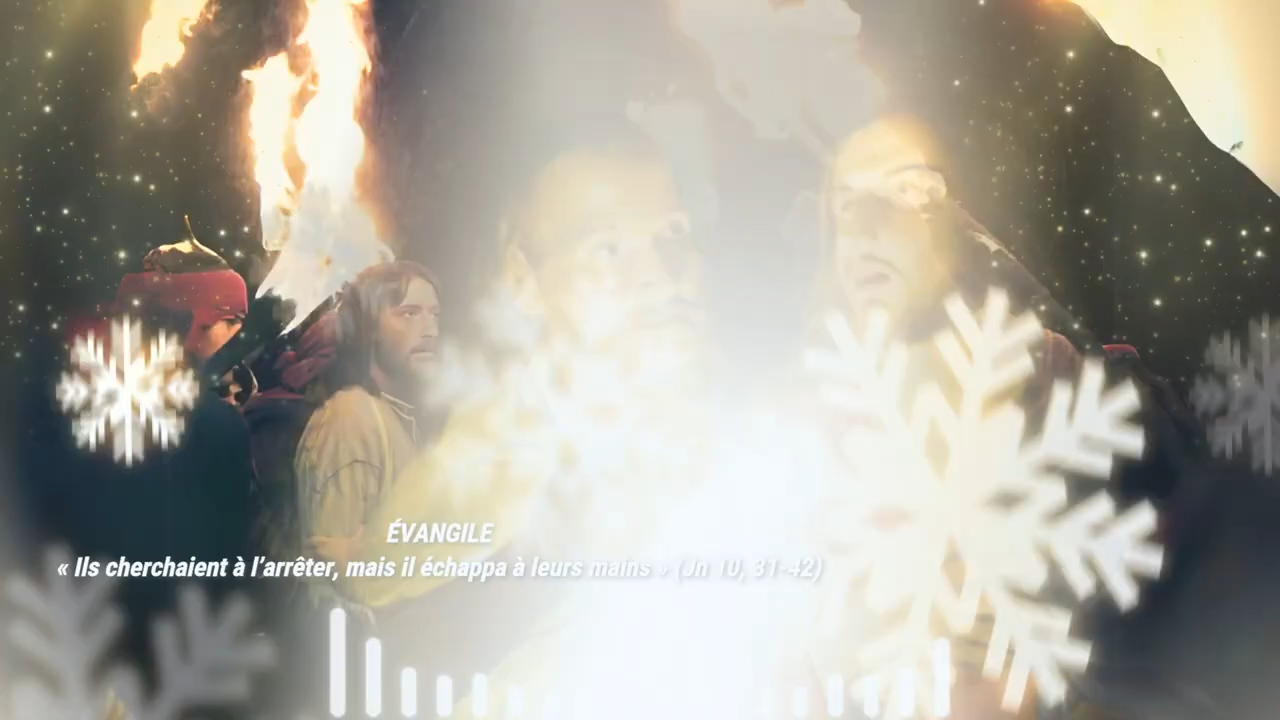 ÉVANGILE
« Ils cherchaient à l’arrêter, mais il échappa à leurs mains » (Jn 10, 31-42)